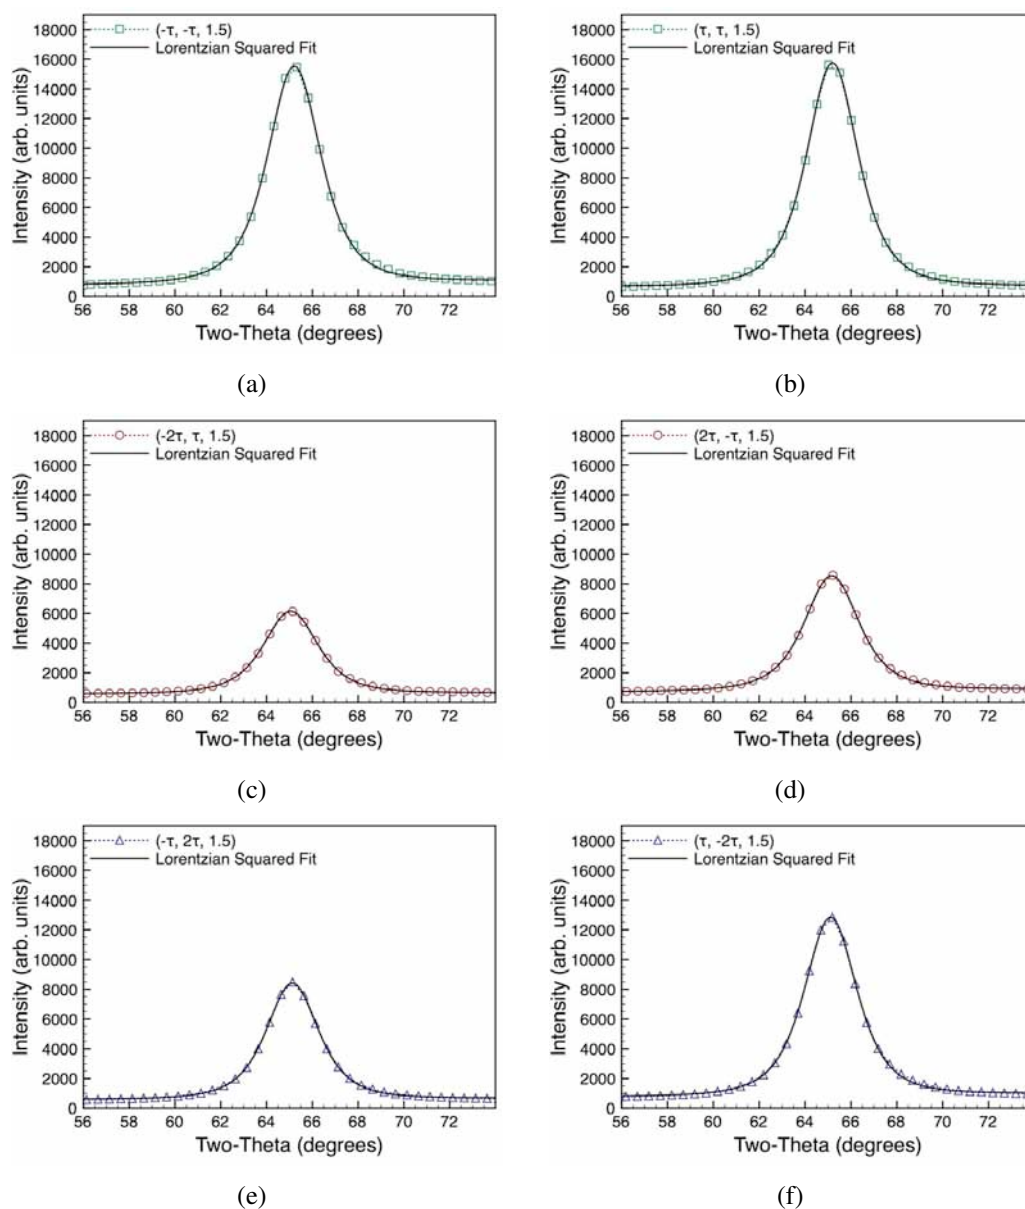 18000
16000
14000
12000
10000
8000
6000
4000
2000
0
Intensity (arb. units)
(-τ, -τ, 1.5)
Lorentzian Squared Fit
56 58 60 62 64 66 68 70 72
Two-Theta (degrees)
(a)
18000
16000
14000
12000
10000
8000
6000
4000
2000
0
Intensity (arb. units)
(τ, τ, 1.5)
Lorentzian Squared Fit
56 58 60 62 64 66 68 70 72
Two-Theta (degrees)
(b)
18000
16000
14000
12000
10000
8000
6000
4000
2000
0
Intensity (arb. units)
(-2τ, τ, 1.5)
Lorentzian Squared Fit
56 58 60 62 64 66 68 70 72
Two-Theta (degrees)
(c)
18000
16000
14000
12000
10000
8000
6000
4000
2000
0
Intensity (arb. units)
(2τ, -τ, 1.5)
Lorentzian Squared Fit
56 58 60 62 64 66 68 70 72
Two-Theta (degrees)
(d)
18000
16000
14000
12000
10000
8000
6000
4000
2000
0
Intensity (arb. units)
(-τ, 2τ, 1.5)
Lorentzian Squared Fit
56 58 60 62 64 66 68 70 72
Two-Theta (degrees)
(e)
18000
16000
14000
12000
10000
8000
6000
4000
2000
0
Intensity (arb. units)
(τ, -2τ, 1.5)
Lorentzian Squared Fit
56 58 60 62 64 66 68 70 72
Two-Theta (degrees)
(f)